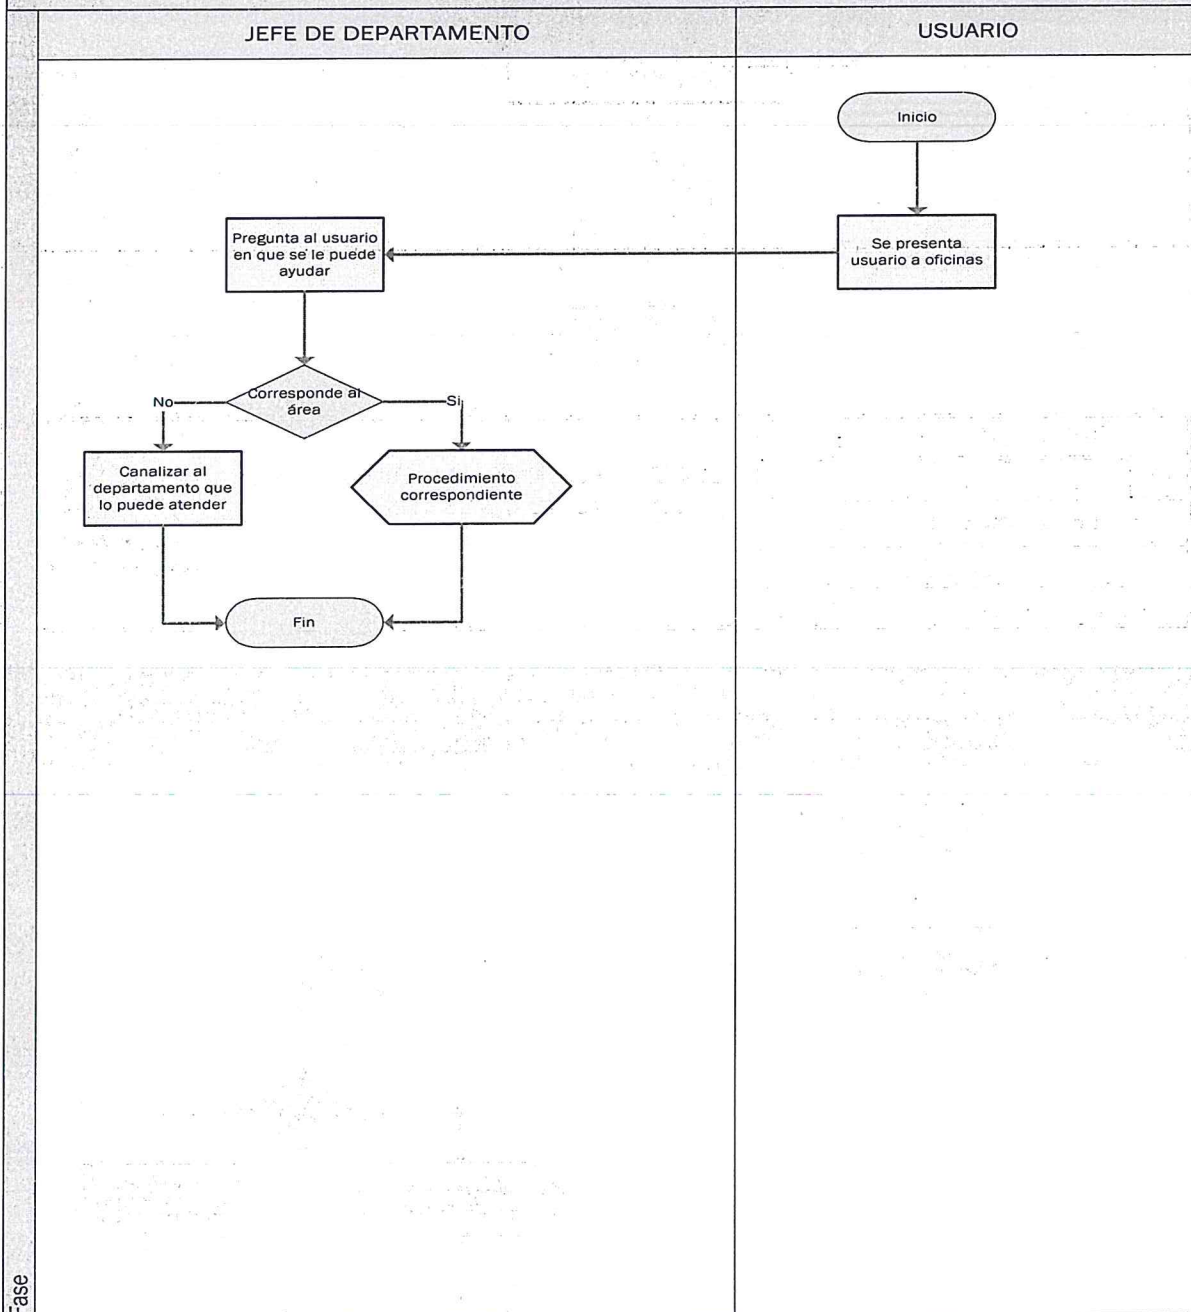 JEFE DE DEPARTAMENTO
USUARIO
Inicio
Se presenta
usuario a oficinas
Pregunta al usuario
en que se le puede
ayudar
Corresponde al
área
No
Si
Canalizar al
departamento que
lo puede atender
Procedimiento
correspondiente
Fin
Fase